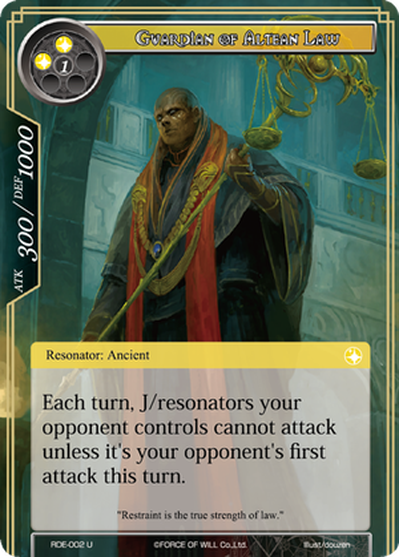 Guardian of Altean Law
1
ATK 300 / DEF 1000
Resonator: Ancient
Each turn, J/resonators your
opponent controls cannot attack
unless it's your opponent's first
attack this turn.
"Restraint is the true strength of law."
RDE-002 U ©FORCE OF WILL Co.,Ltd. Illust/douzen